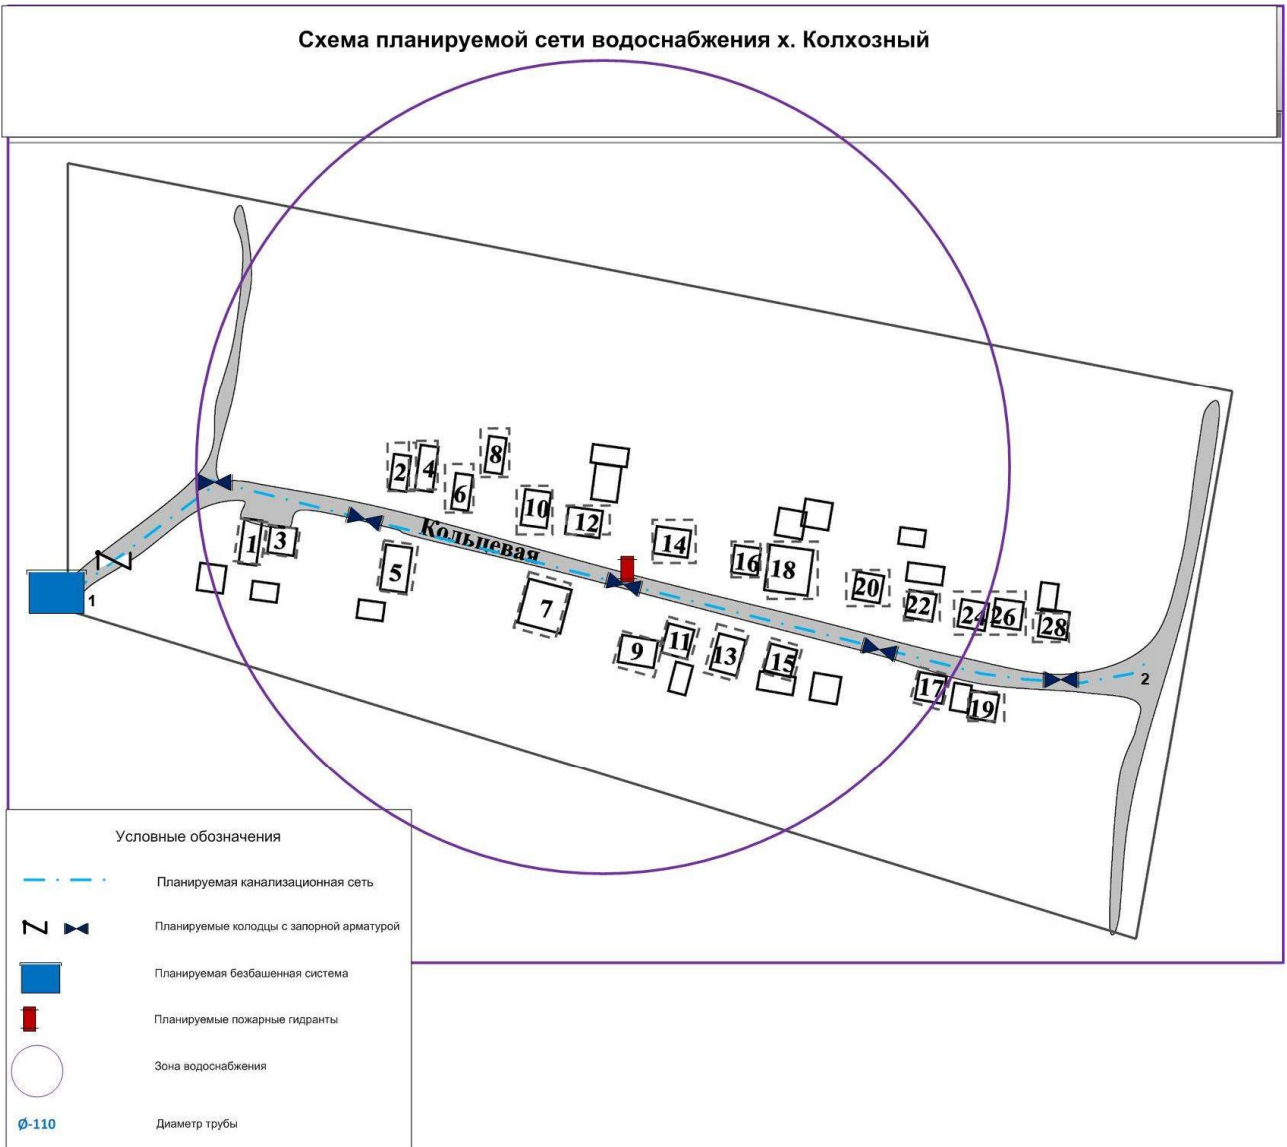 Схема планируемой сети водоснабжения х. Колхозный
8
2
4
6
10
12
Кольцевая
14
1
3
16
18
5
20
7
22
24
26
28
1
11
9
13
15
17
2
19
Условные обозначения
Планируемая канализационная сеть
Планируемые колодцы с запорной арматурой
Планируемая безбашенная система
Планируемые пожарные гидранты
Зона водоснабжения
Ø-110 Диаметр трубы